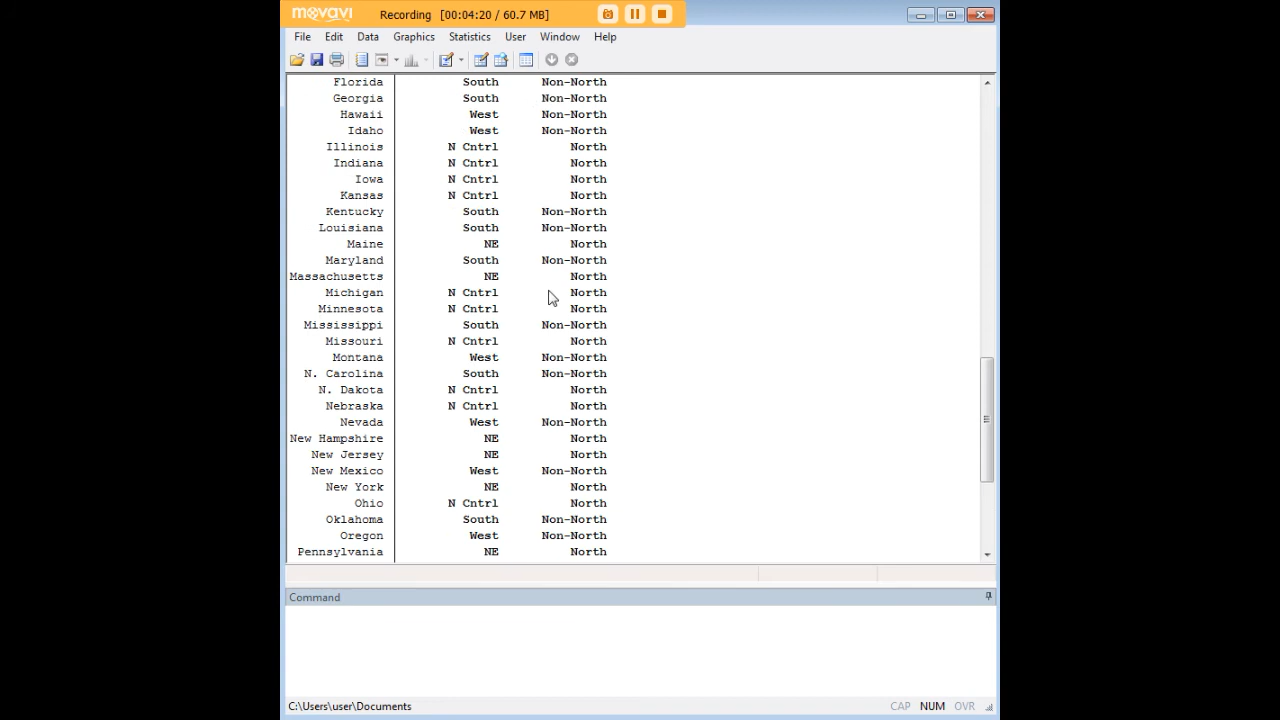 movavi Recording [00:04:20 / 60.7 MB]
File Edit Data Graphics Statistics User Window Help
Florida South Non-North
Georgia South Non-North
Hawaii West Non-North
Idaho West Non-North
Illinois N Cntrl North
Indiana N Cntrl North
Iowa N Cntrl North
Kansas N Cntrl North
Kentucky South Non-North
Louisiana South Non-North
Maine NE North
Maryland South Non-North
Massachusetts NE North
Michigan N Cntrl North
Minnesota N Cntrl North
Mississippi South Non-North
Missouri N Cntrl North
Montana West Non-North
N. Carolina South Non-North
N. Dakota N Cntrl North
Nebraska N Cntrl North
Nevada West Non-North
New Hampshire NE North
New Jersey NE North
New Mexico West Non-North
New York NE North
Ohio N Cntrl North
Oklahoma South Non-North
Oregon West Non-North
Pennsylvania NE North
Command
C:\Users\user\Documents CAP NUM OVR